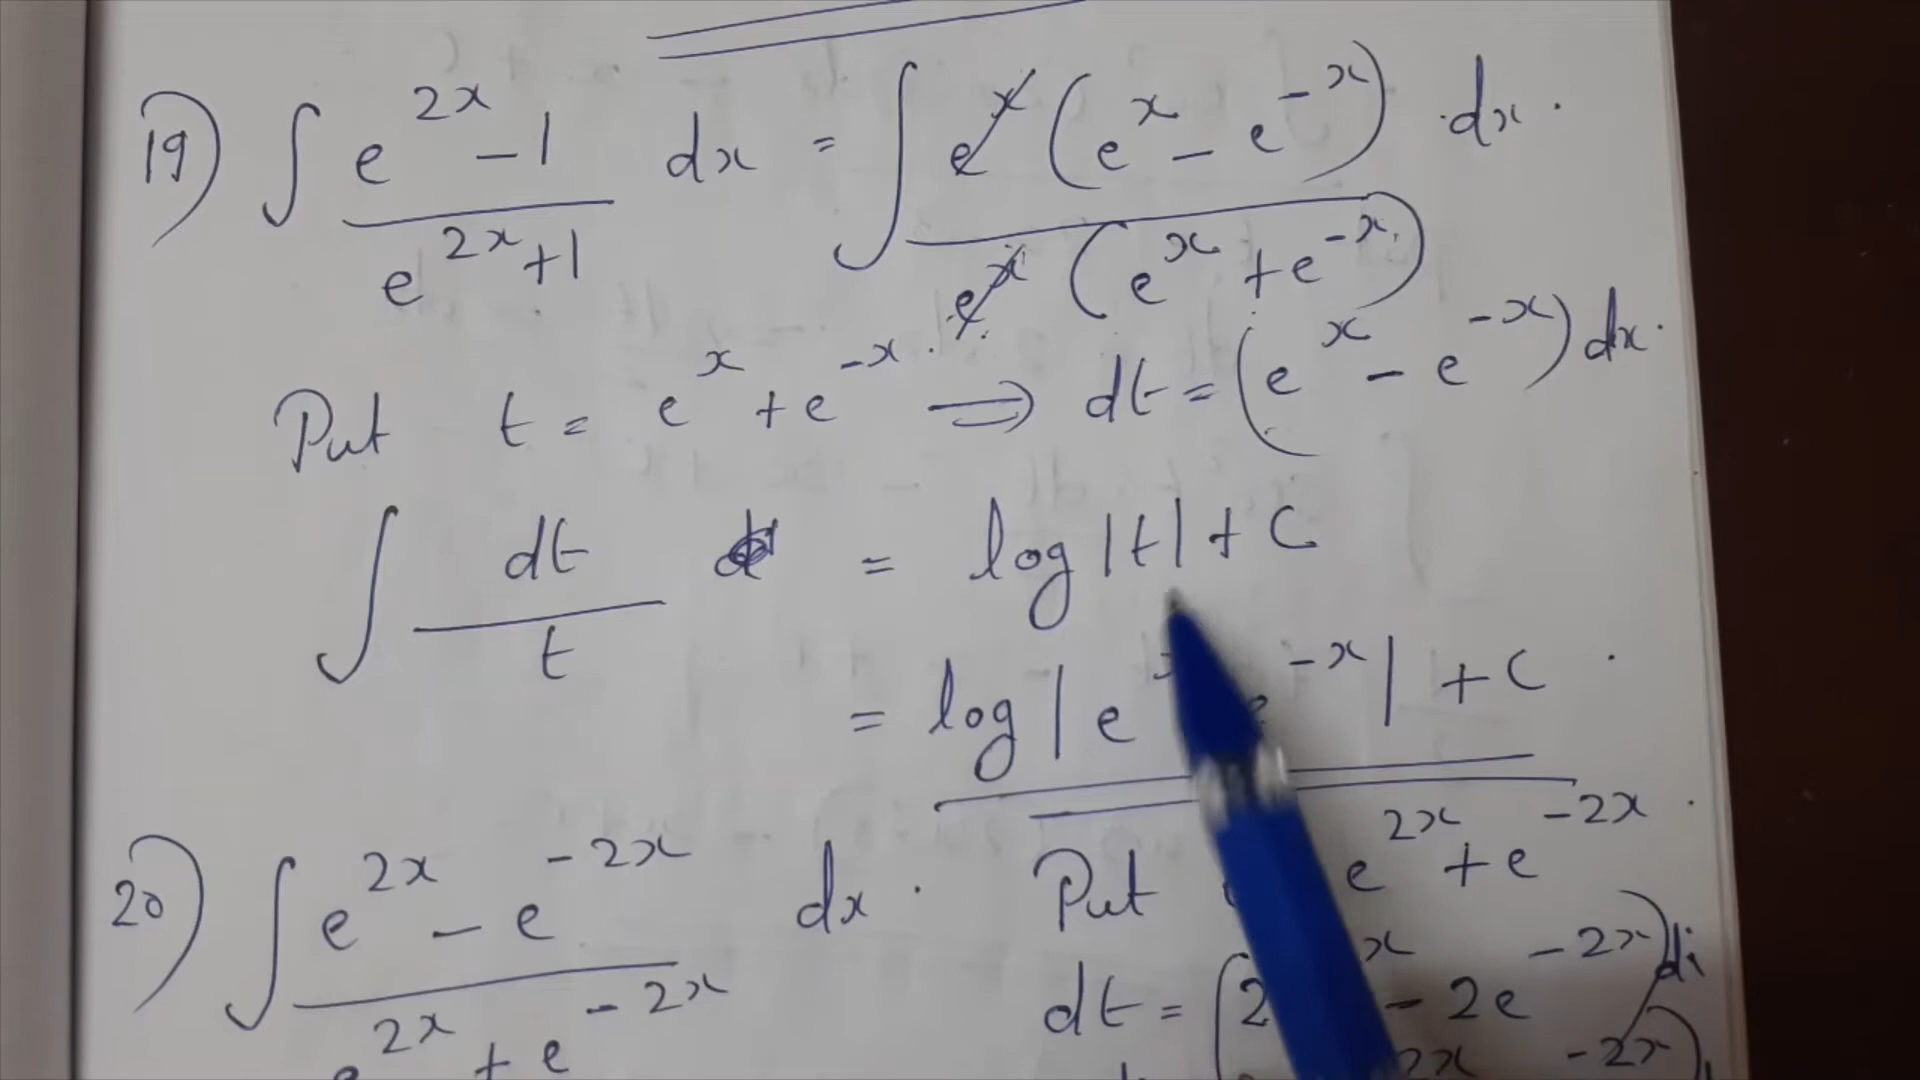 19) ∫ (e^{2x} - 1)/(e^{2x} + 1) dx = ∫ e^x (e^x - e^{-x}) / e^x (e^x + e^{-x}) dx.
Put t = e^x + e^{-x}. ⟹ dt = (e^x - e^{-x}) dx.
∫ dt/t = log |t| + C
= log | e e^{-x} | + C.
20) ∫ (e^{2x} - e^{-2x})/(e^{2x} + e^{-2x}) dx. Put e^{2x} + e^{-2x}.
dt = (2 - 2e^{-2x})